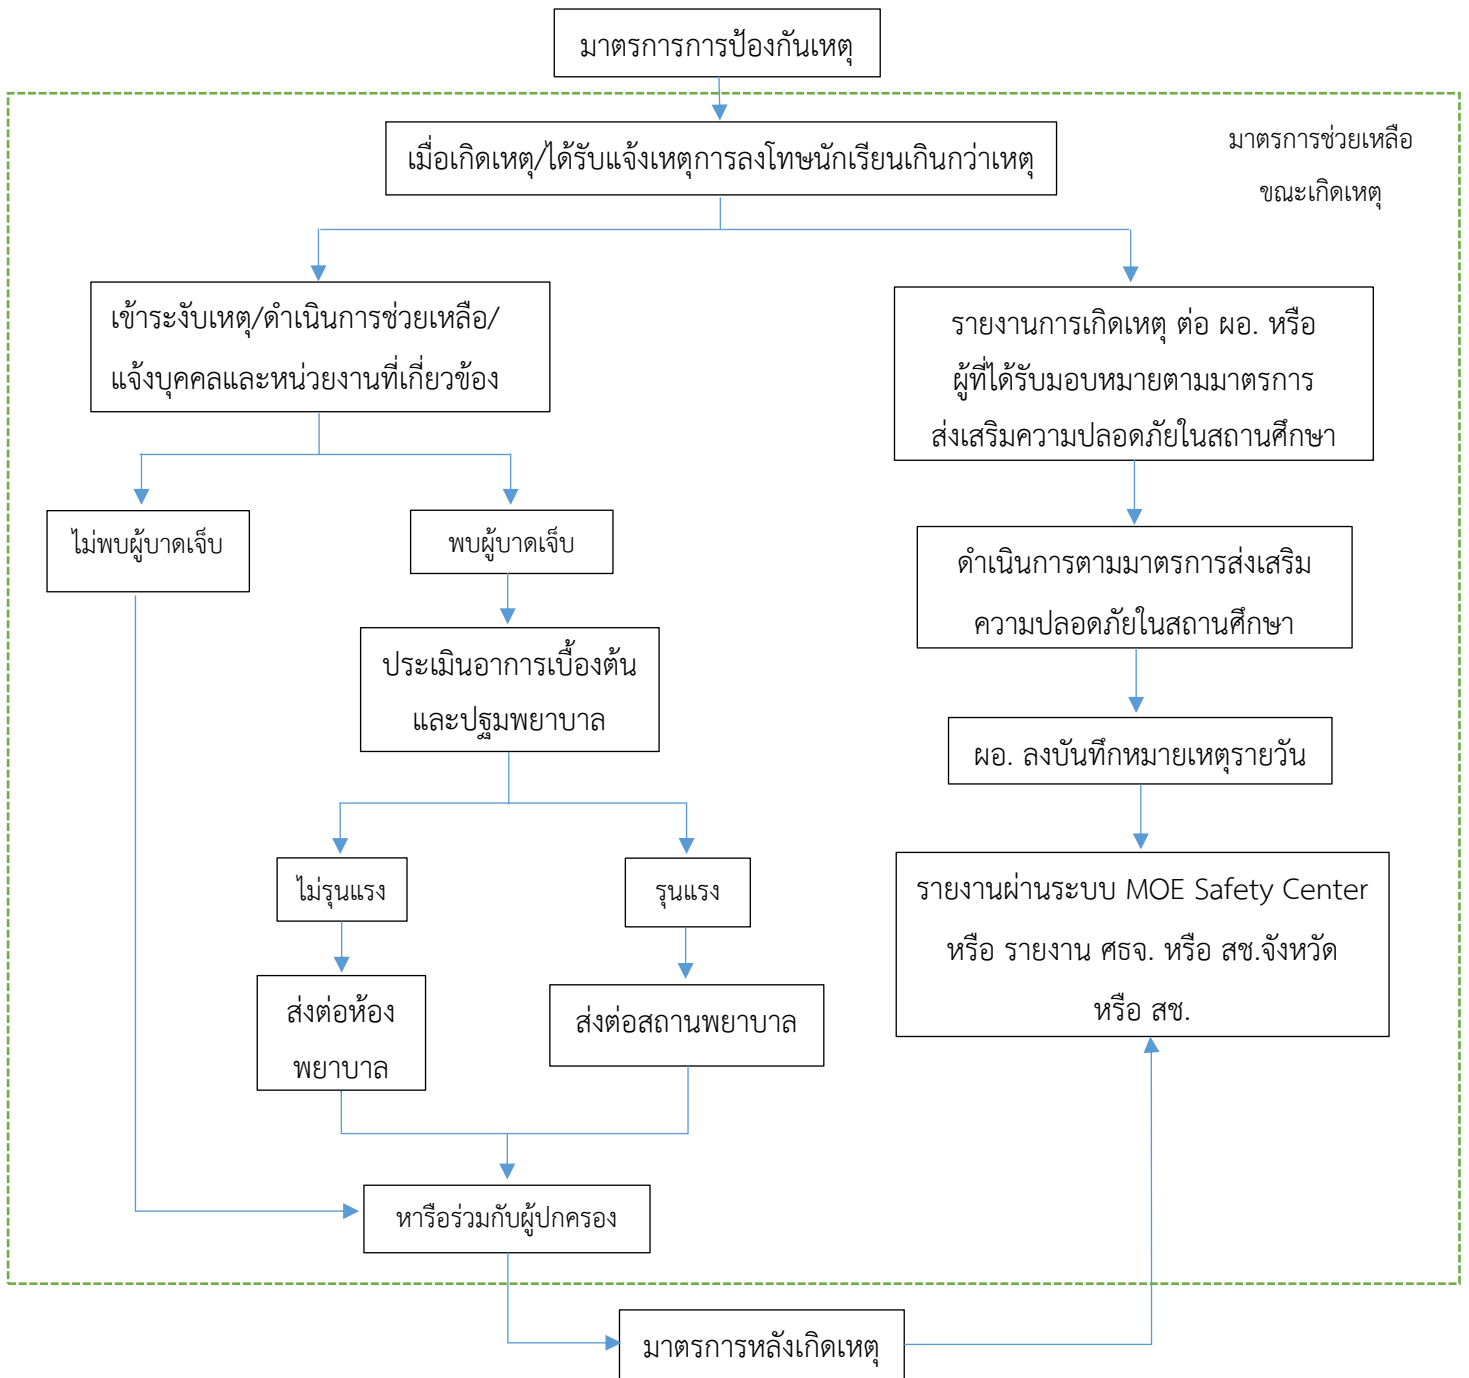 มาตรการการป้องกันเหตุ
เมื่อเกิดเหตุ/ได้รับแจ้งเหตุการลงโทษนักเรียนเกินกว่าเหตุ
มาตรการช่วยเหลือ
ขณะเกิดเหตุ
เข้าระงับเหตุ/ดำเนินการช่วยเหลือ/
แจ้งบุคคลและหน่วยงานที่เกี่ยวข้อง
รายงานการเกิดเหตุ ต่อ ผอ. หรือ
ผู้ที่ได้รับมอบหมายตามมาตรการ
ส่งเสริมความปลอดภัยในสถานศึกษา
ไม่พบผู้บาดเจ็บ
พบผู้บาดเจ็บ
ดำเนินการตามมาตรการส่งเสริม
ความปลอดภัยในสถานศึกษา
ประเมินอาการเบื้องต้น
และปฐมพยาบาล
ผอ. ลงบันทึกหมายเหตุรายวัน
ไม่รุนแรง
รุนแรง
รายงานผ่านระบบ MOE Safety Center
หรือ รายงาน ศธจ. หรือ สช.จังหวัด
หรือ สช.
ส่งต่อห้อง
พยาบาล
ส่งต่อสถานพยาบาล
หารือร่วมกับผู้ปกครอง
มาตรการหลังเกิดเหตุ